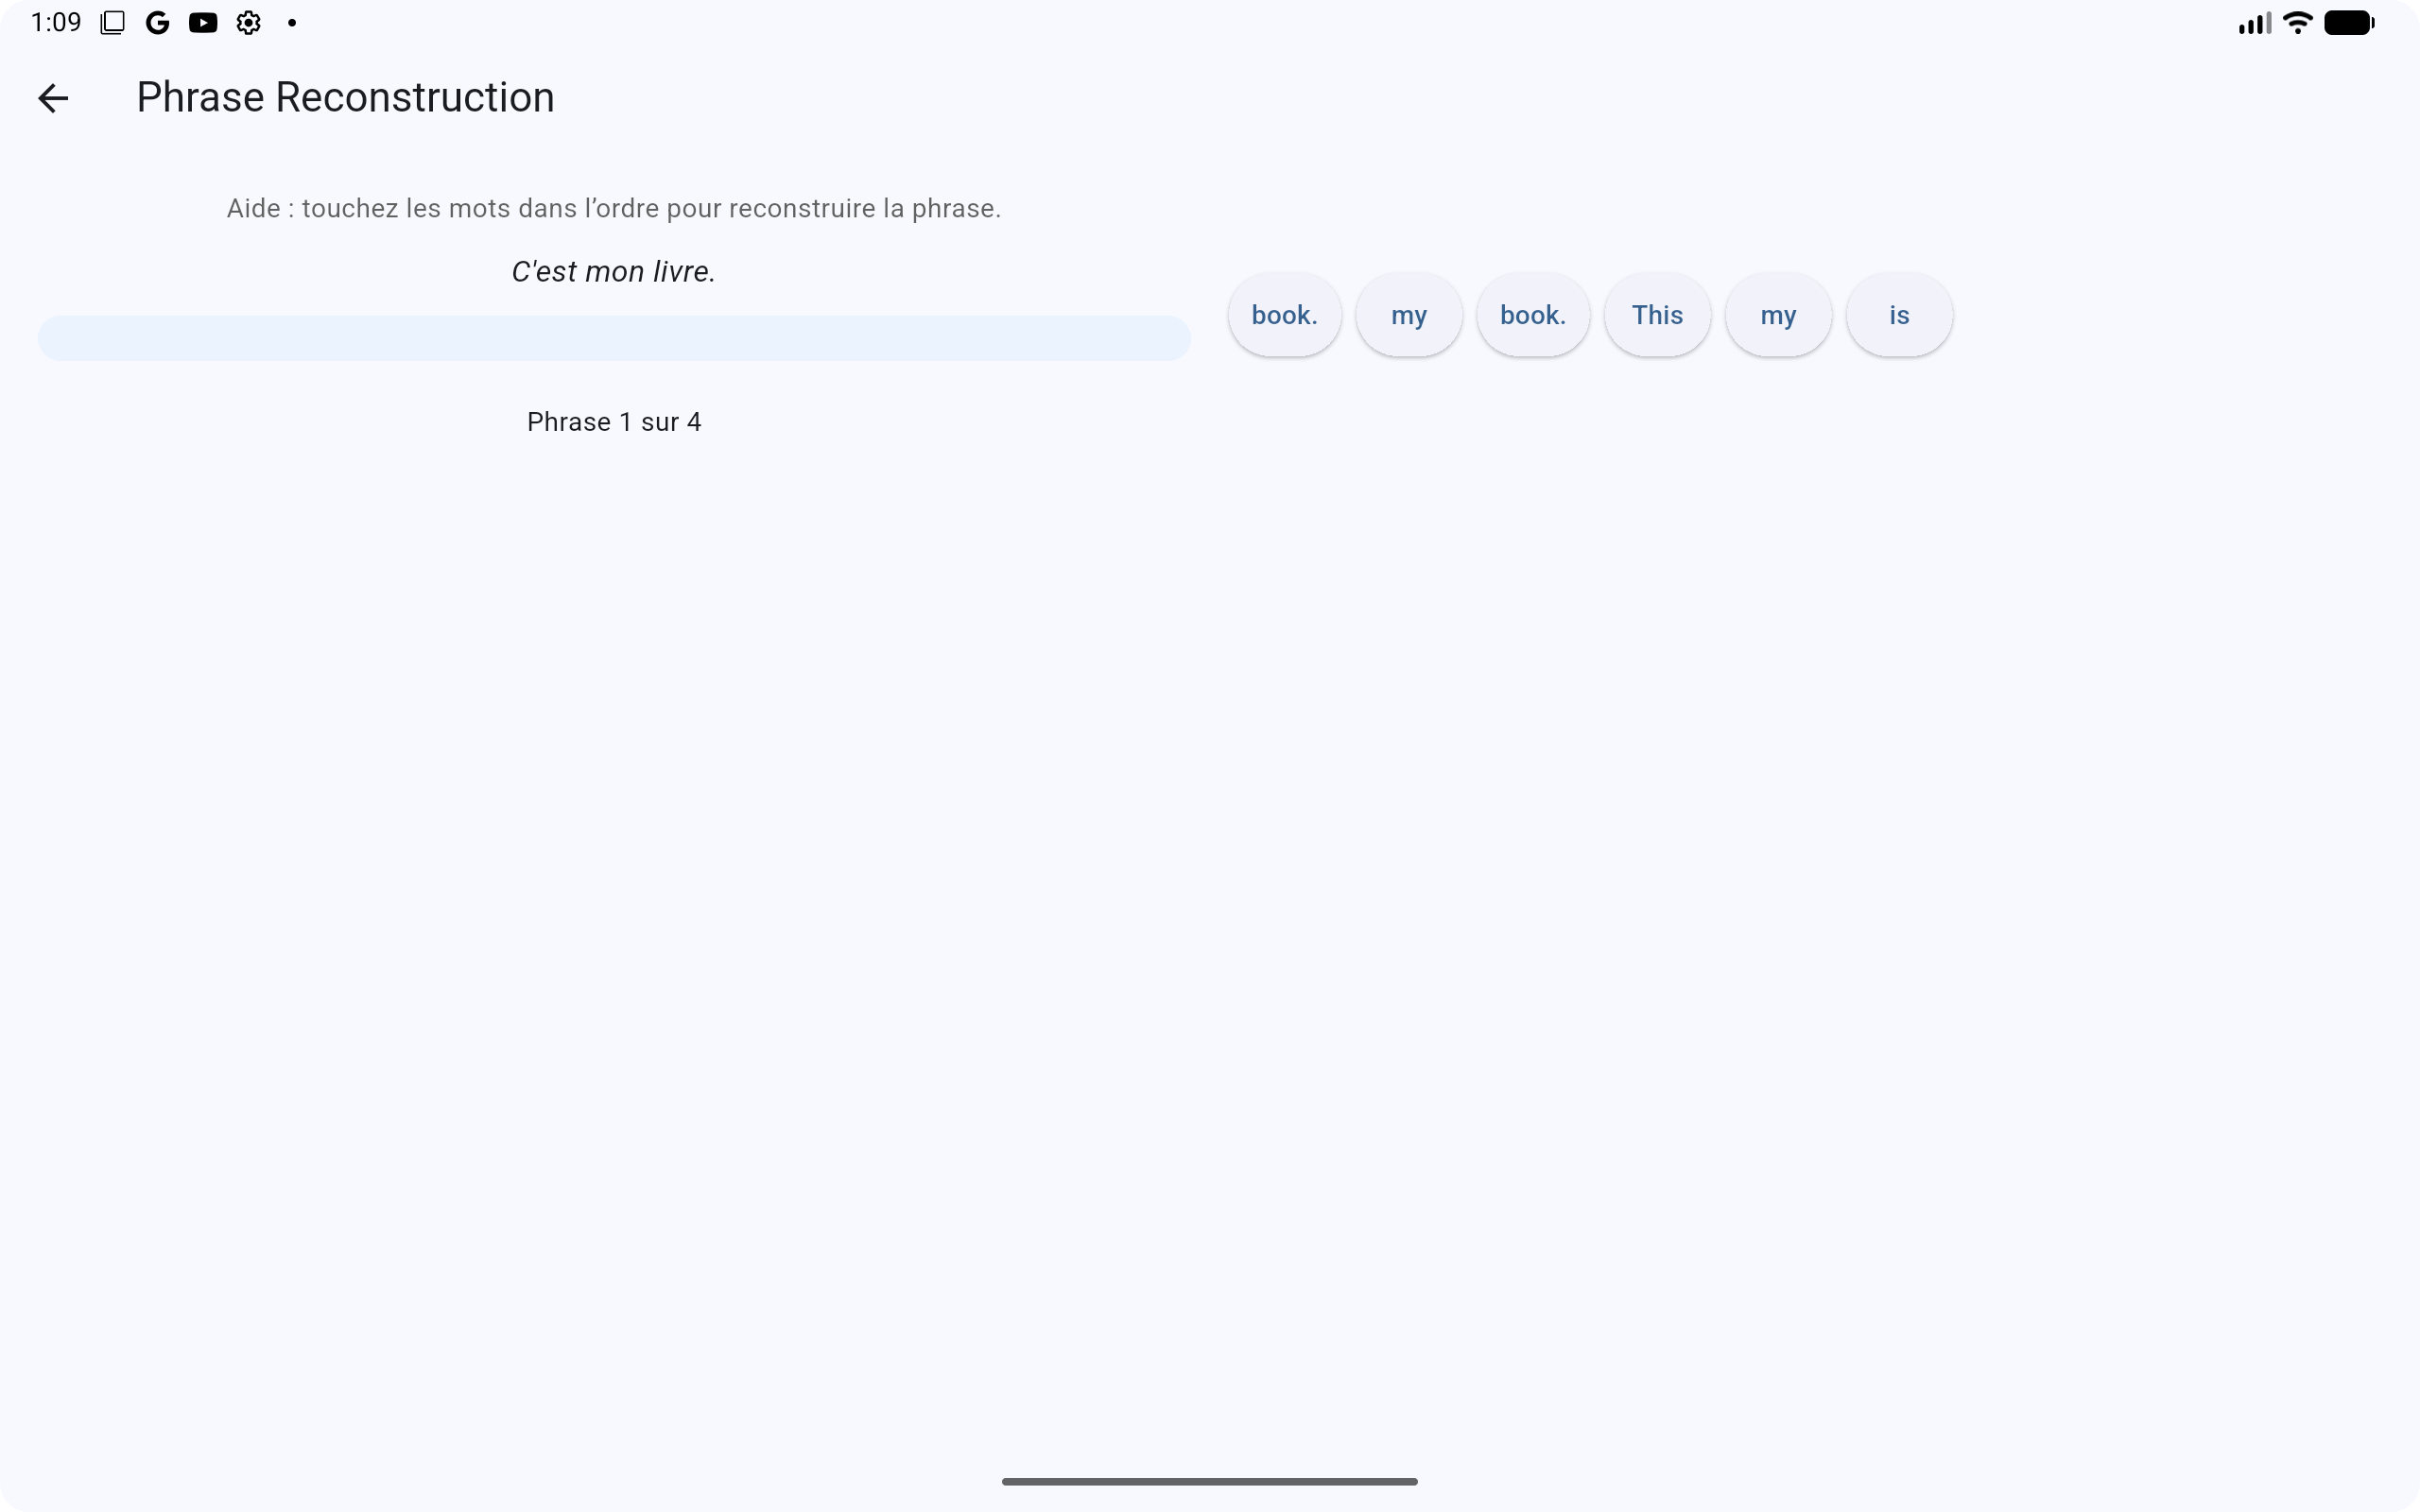 1:09
Phrase Reconstruction
Aide : touchez les mots dans l’ordre pour reconstruire la phrase.
C'est mon livre.
book. my book. This my is
Phrase 1 sur 4